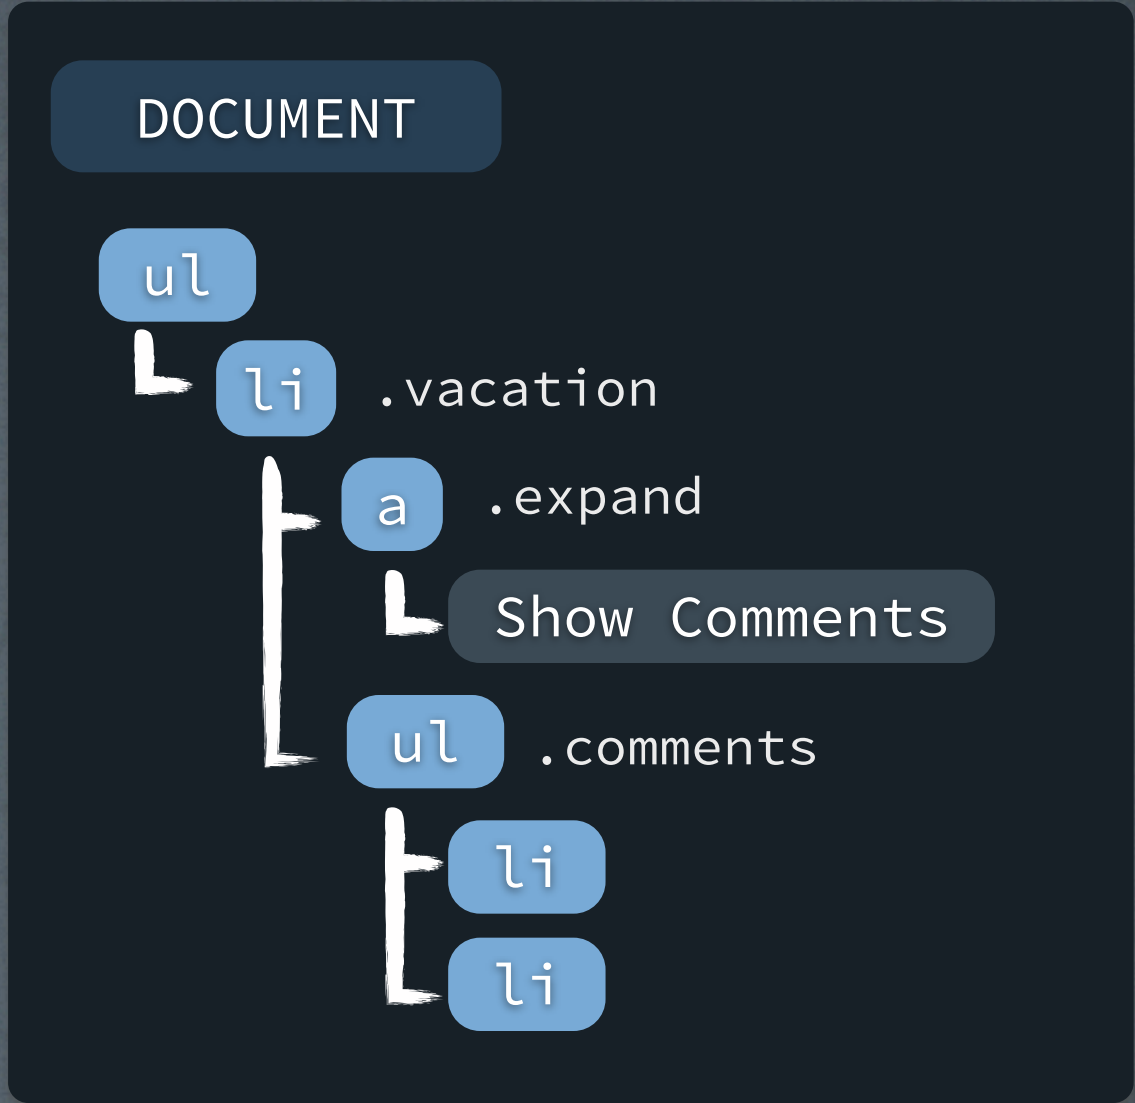 DOCUMENT
ul
li .vacation
a .expand
Show Comments
ul .comments
li
li